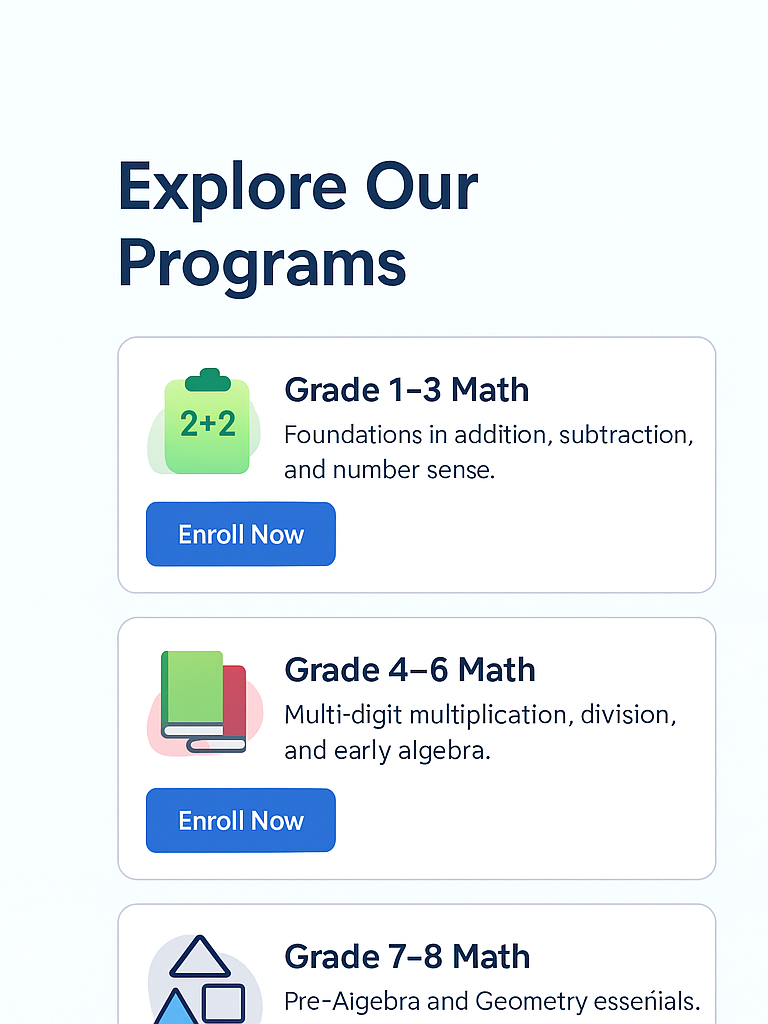 Explore Our
Programs
2+2
Grade 1–3 Math
Foundations in addition, subtraction,
and number sense.
Enroll Now
Grade 4–6 Math
Multi-digit multiplication, division,
and early algebra.
Enroll Now
Grade 7–8 Math
Pre-Aigebra and Geometry esseńials.